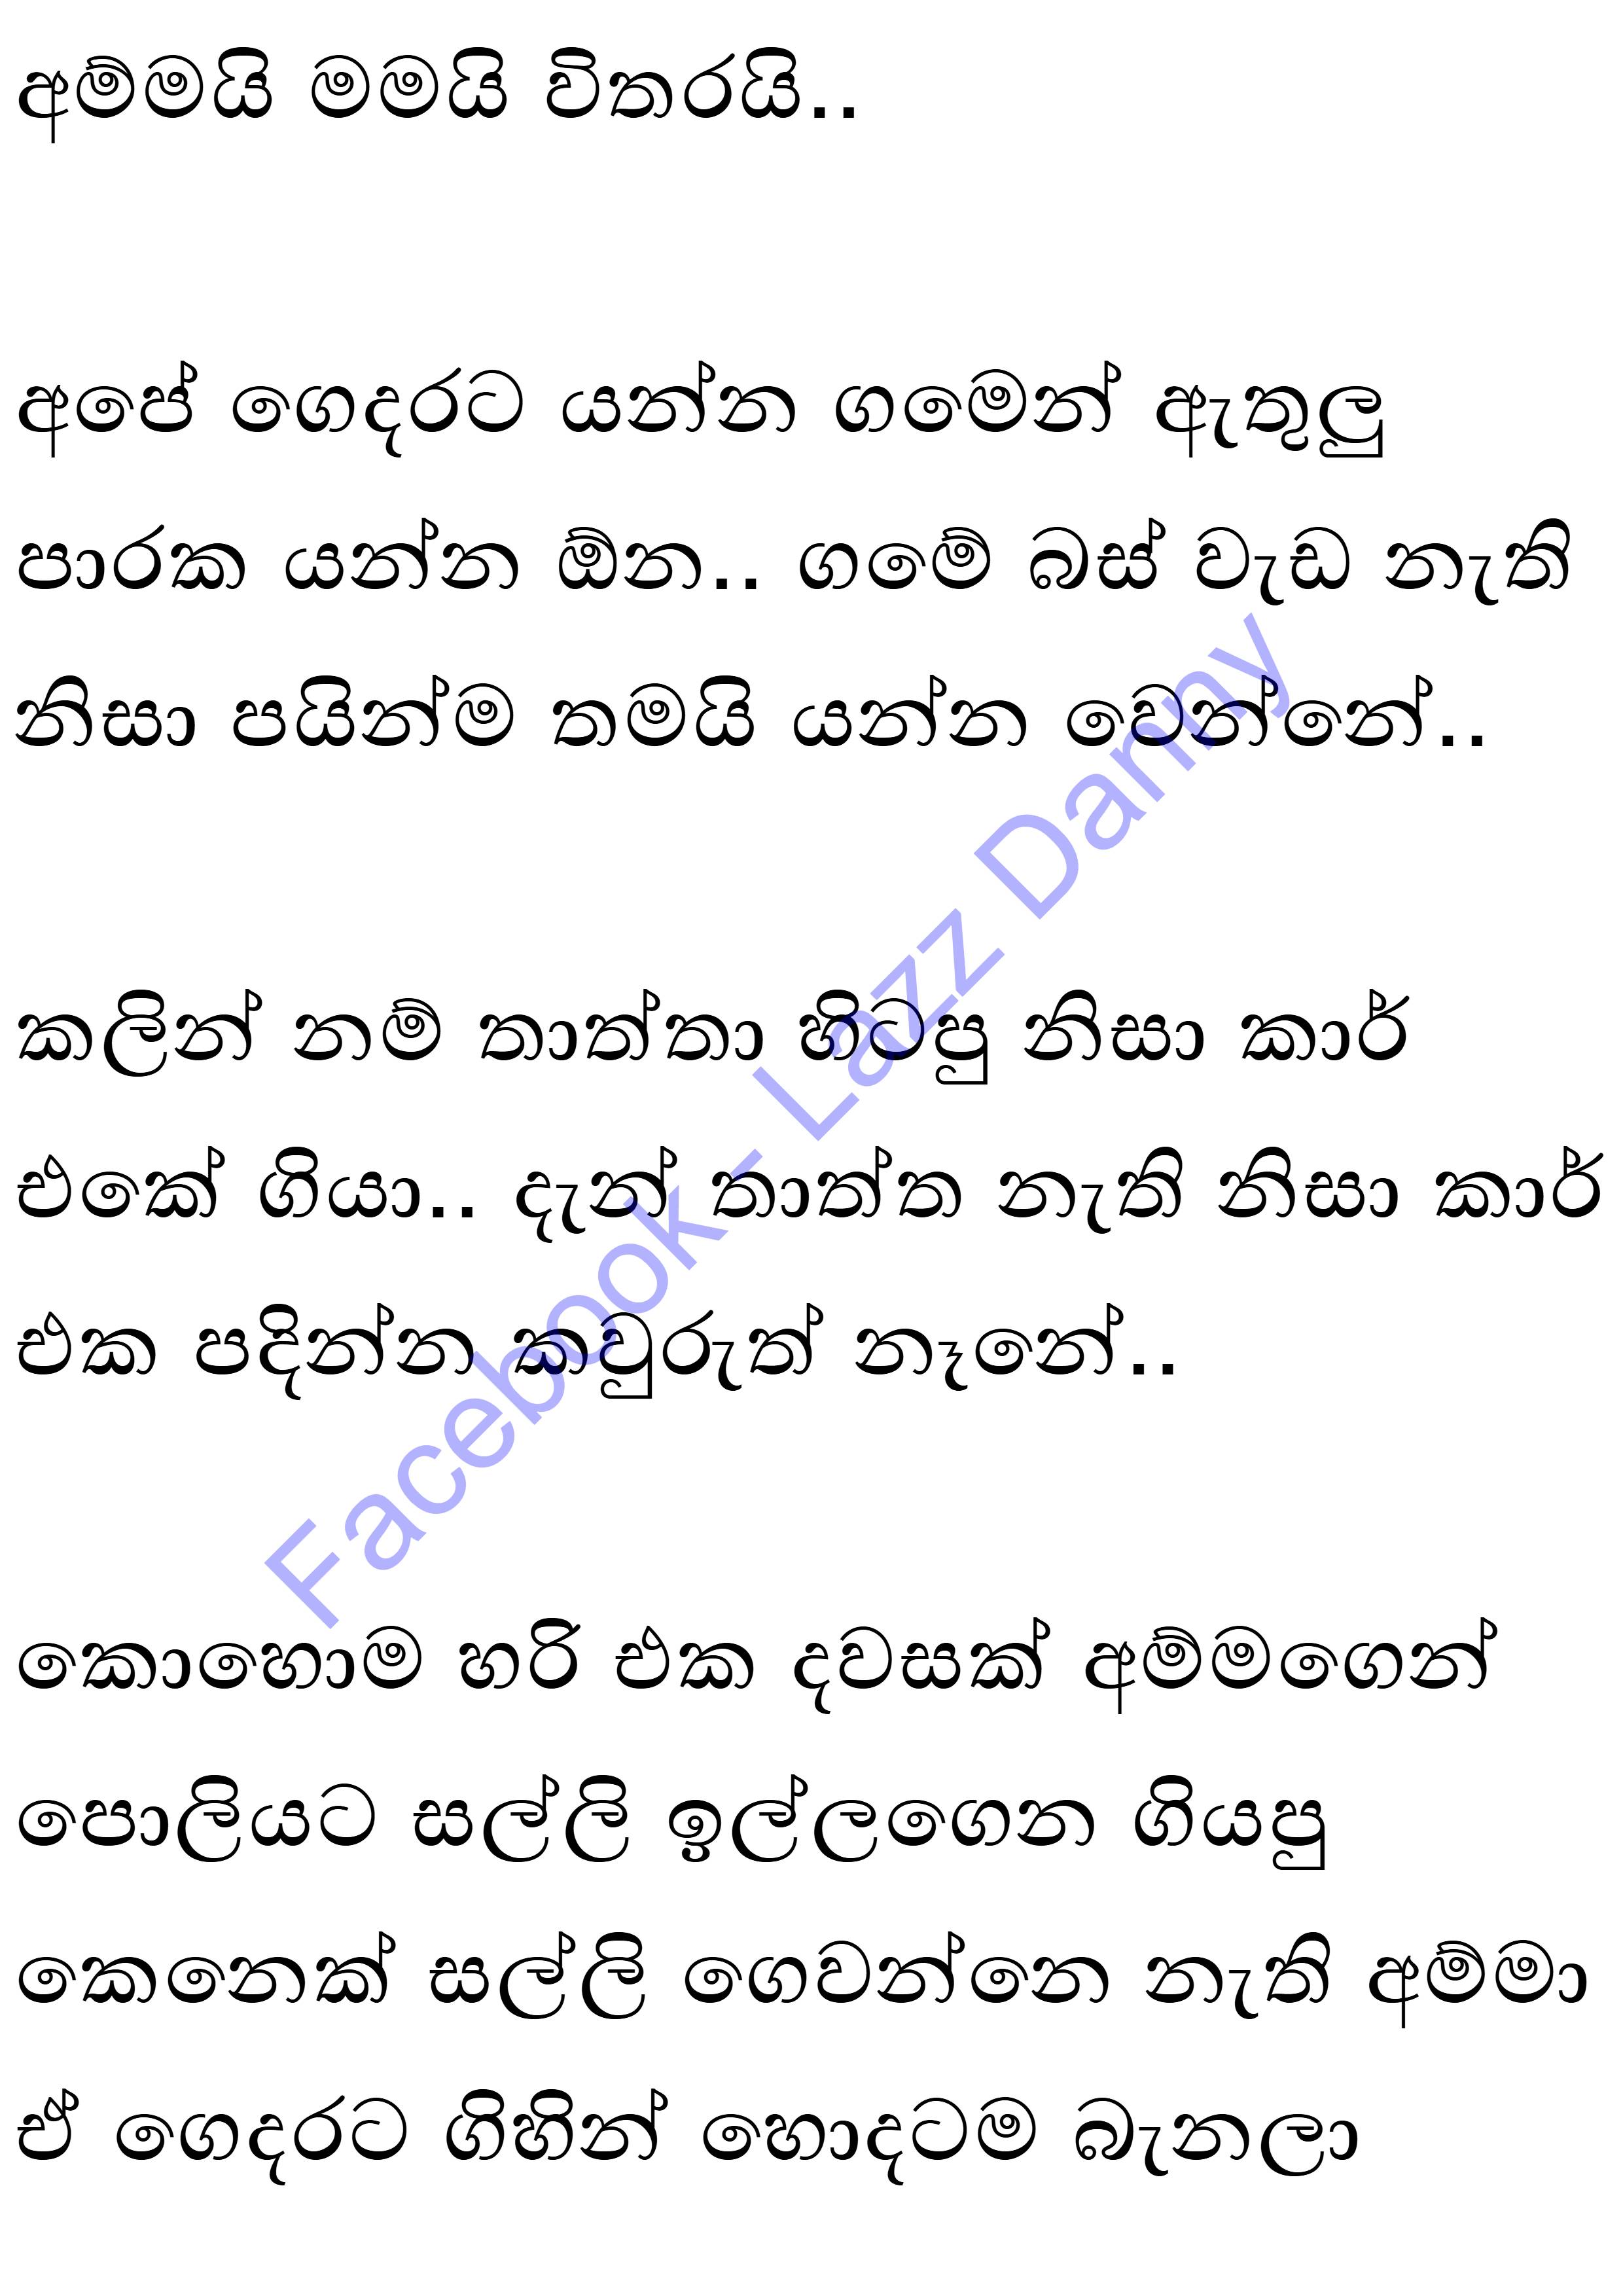 අම්මයි මමයි විතරයි..
අපේ ගෙදරට යන්න ගමෙන් ඇතුලු
පාරක යන්න ඕන.. ගමේ බස් වැඩ නැති
නිසා පයින්ම තමයි යන්න වෙන්නේ..
කලින් නම් තාත්තා හිටපු නිසා කාර්
එකේ ගියා.. දැන් තාත්ත නැති නිසා කාර්
එක පදින්න කවුරුත් නෑනේ..
කොහොම හරි එක දවසක් අම්මගෙන්
පොලියට සල්ලි ඉල්ලගෙන ගියපු
කෙනෙක් සල්ලි ගෙවන්නෙ නැති අම්මා
ඒ ගෙදරට ගිහින් හොදටම බැනලා
Facebook - Lazz Danny